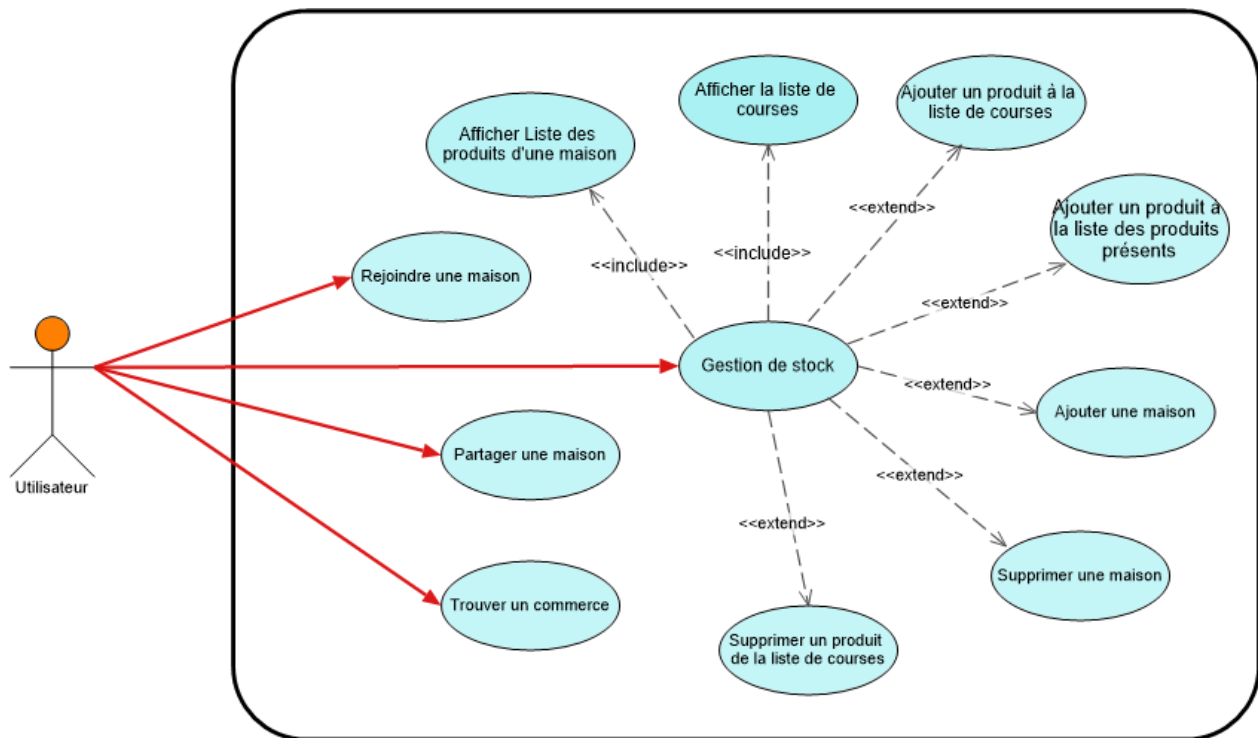 Afficher la liste de
courses
Ajouter un produit à la
liste de courses
Afficher Liste des
produits d'une maison
<<extend>>
Ajouter un produit à
la liste des produits
présents
<<include>>
<<include>>
Rejoindre une maison
<<extend>>
Gestion de stock
<<extend>>
Ajouter une maison
Partager une maison
<<extend>>
Utilisateur
<<extend>>
Supprimer une maison
Trouver un commerce
Supprimer un produit
de la liste de courses